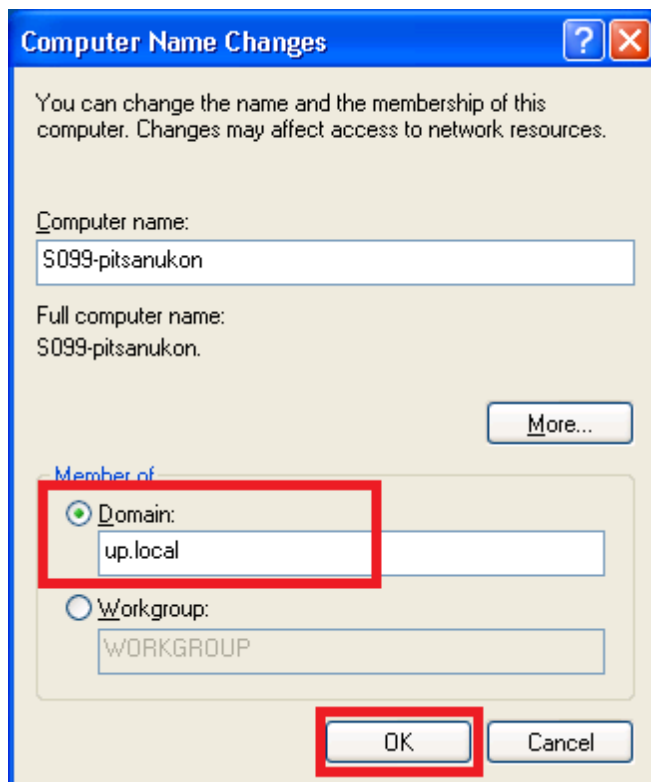 Computer Name Changes
You can change the name and the membership of this
computer. Changes may affect access to network resources.
Computer name:
S099-pitsanukon
Full computer name:
S099-pitsanukon.
More...
Member of
Domain:
up.local
Workgroup:
WORKGROUP
OK Cancel